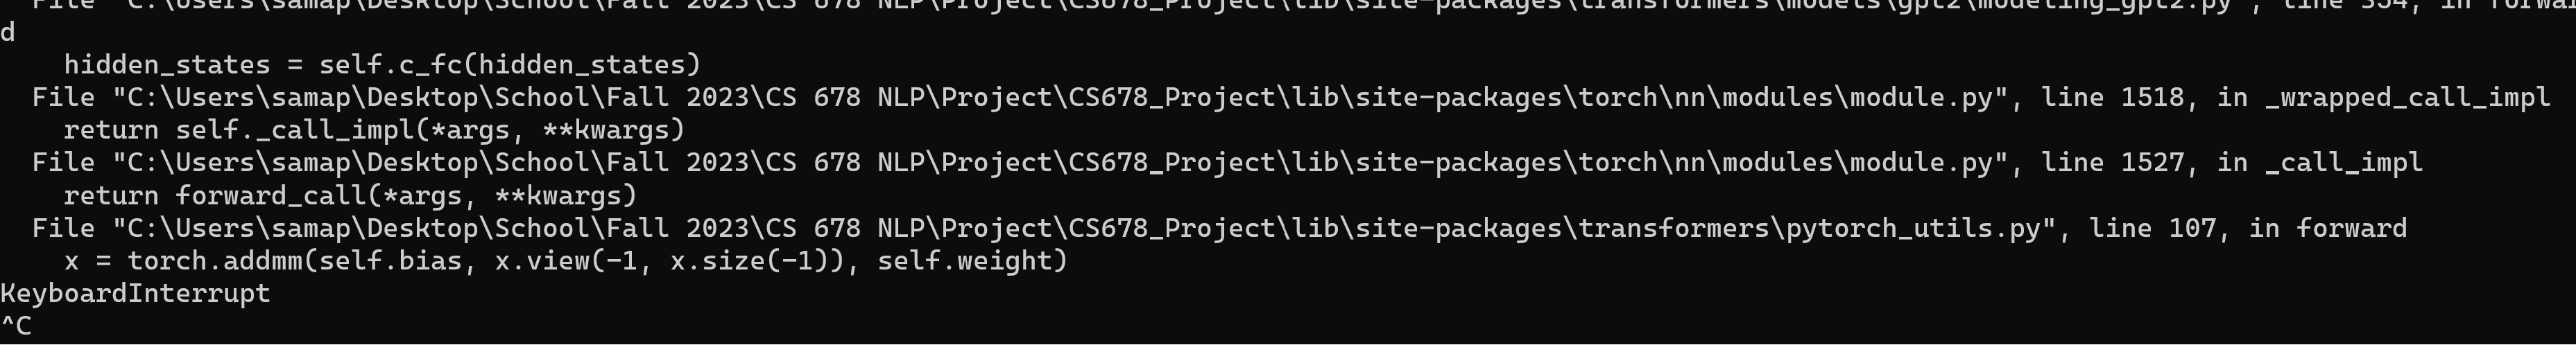 File "C:\Users\samap\Desktop\School\Fall 2023\CS 678 NLP\Project\CS678_Project\lib\site-packages\transformers\models\gpt2\modeling_gpt2.py", line 354, in forwar
d
    hidden_states = self.c_fc(hidden_states)
  File "C:\Users\samap\Desktop\School\Fall 2023\CS 678 NLP\Project\CS678_Project\lib\site-packages\torch\nn\modules\module.py", line 1518, in _wrapped_call_impl
    return self._call_impl(*args, **kwargs)
  File "C:\Users\samap\Desktop\School\Fall 2023\CS 678 NLP\Project\CS678_Project\lib\site-packages\torch\nn\modules\module.py", line 1527, in _call_impl
    return forward_call(*args, **kwargs)
  File "C:\Users\samap\Desktop\School\Fall 2023\CS 678 NLP\Project\CS678_Project\lib\site-packages\transformers\pytorch_utils.py", line 107, in forward
    x = torch.addmm(self.bias, x.view(-1, x.size(-1)), self.weight)
KeyboardInterrupt
^C